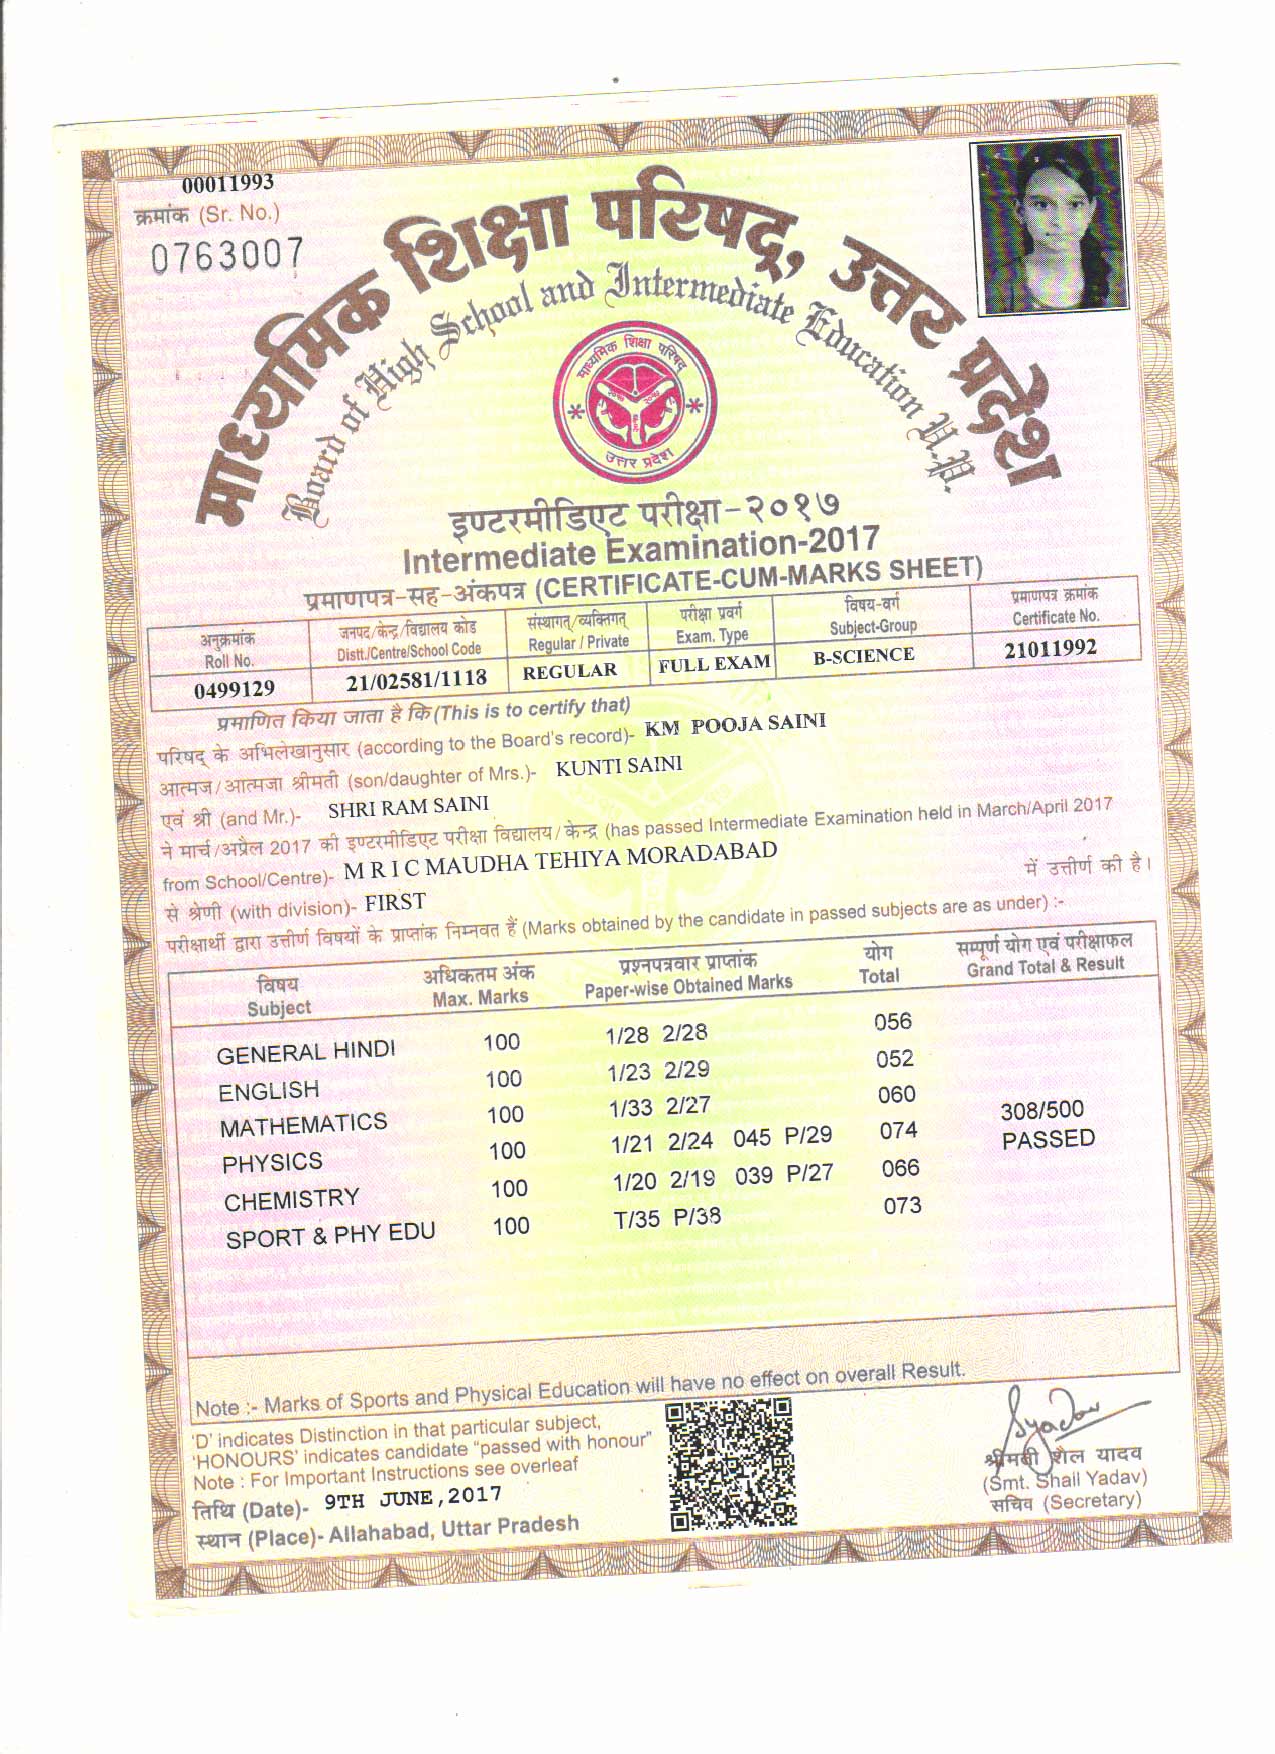 00011993
क्रमांक (Sr. No.)
0763007
माध्यमिक शिक्षा परिषद्, उत्तर प्रदेश
Board of High School and Intermediate Education U.P.
माध्यमिक शिक्षा परिषद्
उत्तर प्रदेश
इण्टरमीडिएट परीक्षा-२०१७
Intermediate Examination-2017
प्रमाणपत्र-सह-अंकपत्र (CERTIFICATE-CUM-MARKS SHEET)
अनुक्रमांक जनपद/केन्द्र/विद्यालय कोड संस्थागत्/व्यक्तिगत् परीक्षा प्रवर्ग विषय-वर्ग प्रमाणपत्र क्रमांक
Roll No. Distt./Centre/School Code Regular / Private Exam. Type Subject-Group Certificate No.
0499129 21/02581/1118 REGULAR FULL EXAM B-SCIENCE 21011992
प्रमाणित किया जाता है कि (This is to certify that)
परिषद् के अभिलेखानुसार (according to the Board's record)- KM POOJA SAINI
आत्मज/आत्मजा श्रीमती (son/daughter of Mrs.)- KUNTI SAINI
एवं श्री (and Mr.)- SHRI RAM SAINI
ने मार्च/अप्रैल 2017 की इण्टरमीडिएट परीक्षा विद्यालय/केन्द्र (has passed Intermediate Examination held in March/April 2017
from School/Centre)- M R I C MAUDHA TEHIYA MORADABAD
से श्रेणी (with division)- FIRST में उत्तीर्ण की है।
परीक्षार्थी द्वारा उत्तीर्ण विषयों के प्राप्तांक निम्नवत हैं (Marks obtained by the candidate in passed subjects are as under) :-
विषय अधिकतम अंक प्रश्नपत्रवार प्राप्तांक योग सम्पूर्ण योग एवं परीक्षाफल
Subject Max. Marks Paper-wise Obtained Marks Total Grand Total & Result
GENERAL HINDI 100 1/28 2/28 056
ENGLISH 100 1/23 2/29 052
MATHEMATICS 100 1/33 2/27 060 308/500
PHYSICS 100 1/21 2/24 045 P/29 074 PASSED
CHEMISTRY 100 1/20 2/19 039 P/27 066
SPORT & PHY EDU 100 T/35 P/38 073
Note :- Marks of Sports and Physical Education will have no effect on overall Result.
'D' indicates Distinction in that particular subject,
'HONOURS' indicates candidate "passed with honour"
Note : For Important Instructions see overleaf
तिथि (Date)- 9TH JUNE,2017
स्थान (Place)- Allahabad, Uttar Pradesh
Syadav
श्रीमती शैल यादव
(Smt. Shail Yadav)
सचिव (Secretary)